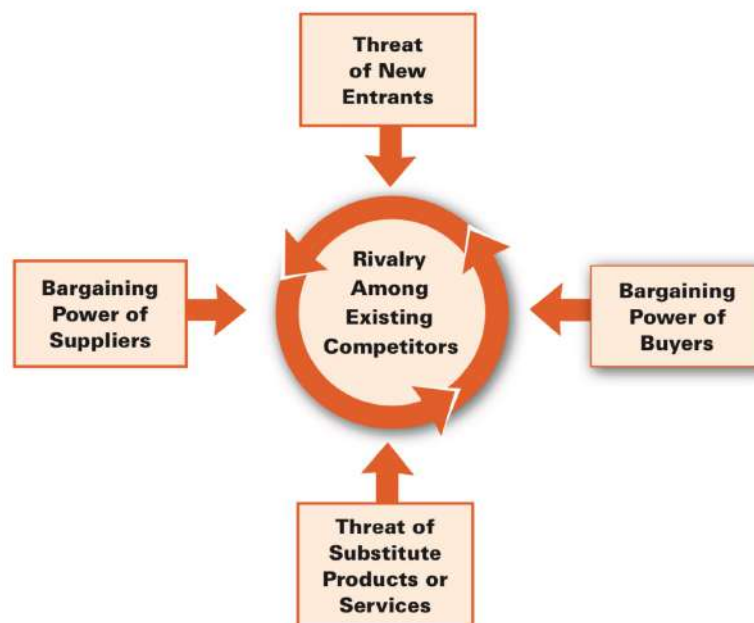 Threat
of New
Entrants
Rivalry
Among
Existing
Competitors
Bargaining
Power of
Suppliers
Bargaining
Power of
Buyers
Threat of
Substitute
Products or
Services